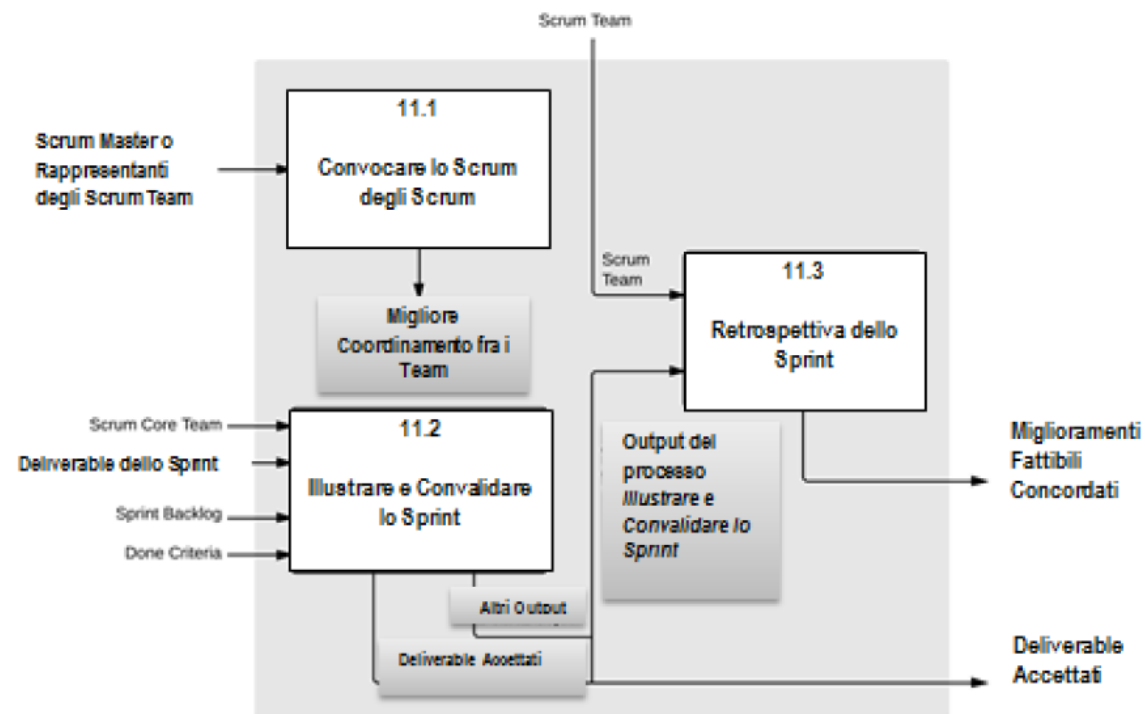 Scrum Team
11.1
Convocare lo Scrum
degli Scrum
Scrum Master o
Rappresentanti
degli Scrum Team
Migliore
Coordinamento fra i
Team
Scrum
Team
11.3
Retrospettiva dello
Sprint
Scrum Core Team
Deliverable dello Sprint
Sprint Backlog
Done Criteria
11.2
Illustrare e Convalidare
lo Sprint
Output del
processo
Illustrare e
Convalidare lo
Sprint
Miglioramenti
Fattibili
Concordati
Altri Output
Deliverable Accettati
Deliverable
Accettati